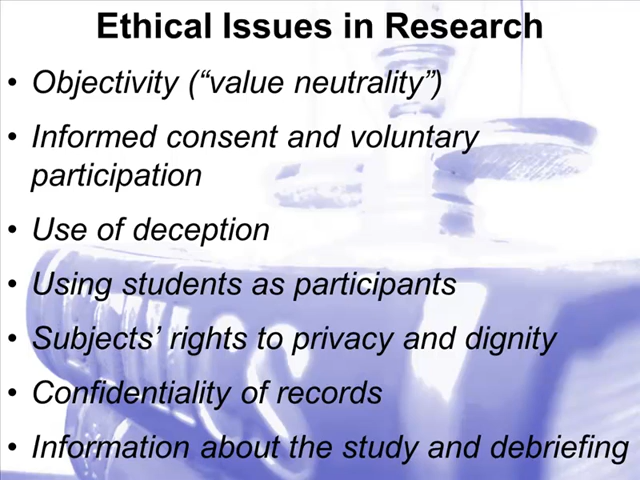 Ethical Issues in Research
• Objectivity (“value neutrality”)
• Informed consent and voluntary
participation
• Use of deception
• Using students as participants
• Subjects’ rights to privacy and dignity
• Confidentiality of records
• Information about the study and debriefing